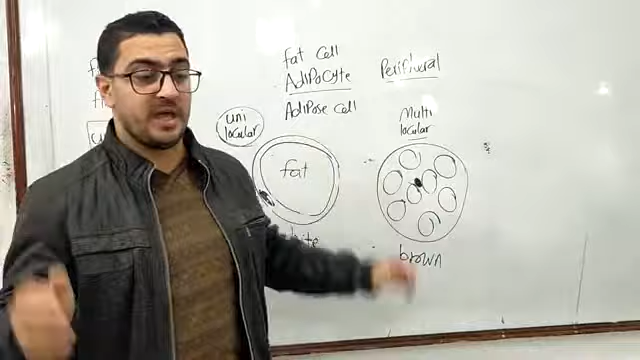 fat cell
AdiPocyte
AdiPose cell
Peripheral
uni
locular
Multi
locular
fat
brown